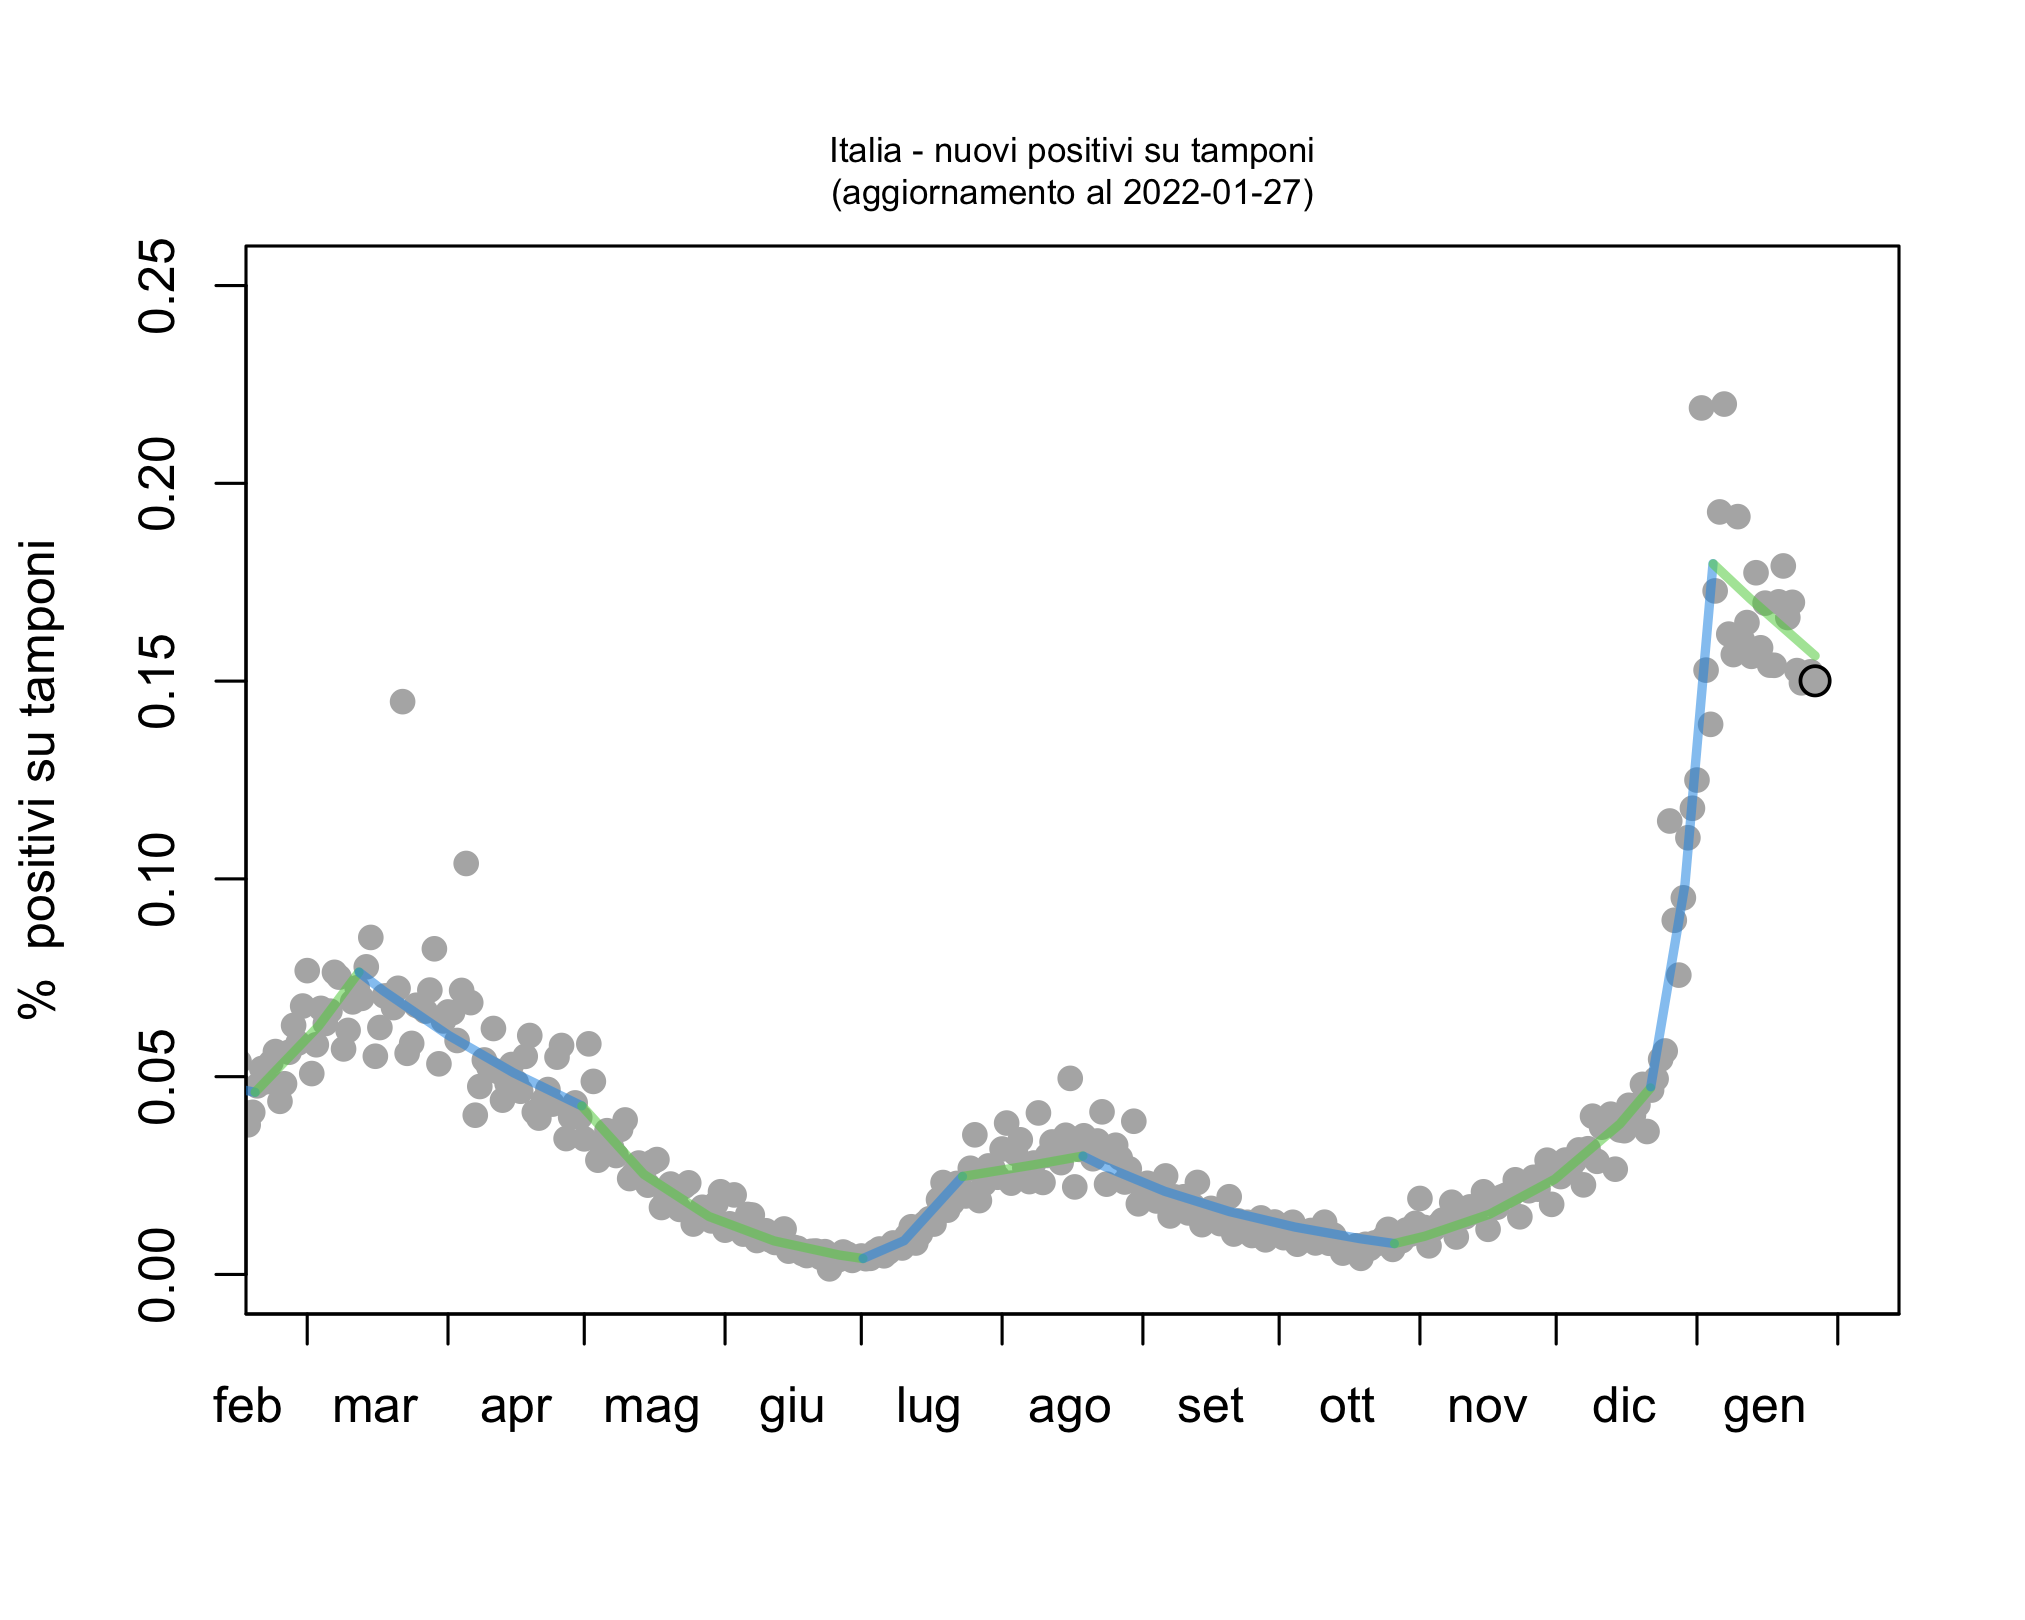 Italia - nuovi positivi su tamponi
(aggiornamento al 2022-01-27)
% positivi su tamponi
0.25
0.20
0.15
0.10
0.05
0.00
feb mar apr mag giu lug ago set ott nov dic gen